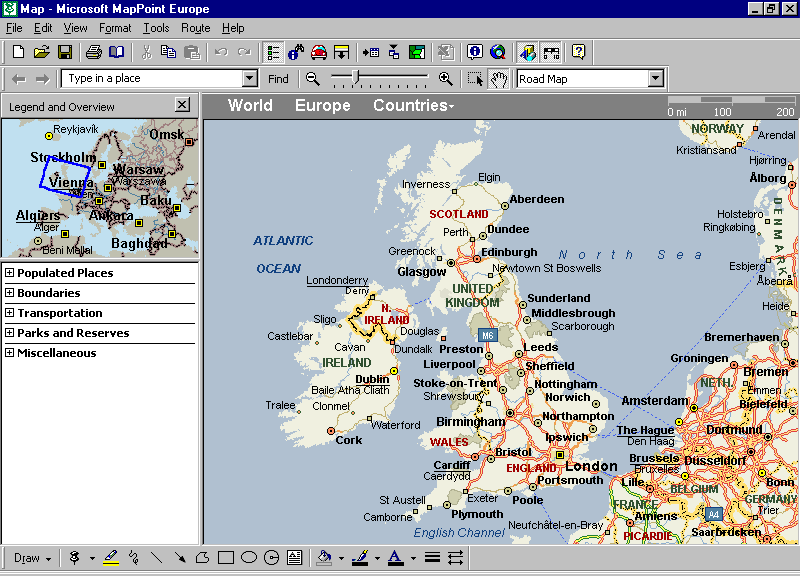 Map - Microsoft MapPoint Europe
File Edit View Format Tools Route Help
Type in a place
Find
Road Map
Legend and Overview
World Europe Countries
0 mi 100 200
Reykjavík
Omsk
Stockholm
Warsaw
Warszawa
Vienna
Wien
Baku
Algiers
Ankara
Alger
Baghdad
Beni Mallal
Populated Places
Boundaries
Transportation
Parks and Reserves
Miscellaneous
NORWAY
Arendal
Kristiansand
Hjørring
Ålborg
Inverness
Elgin
Aberdeen
SCOTLAND
Holstebro
Ringkøbing
DENMARK
Perth
Dundee
ATLANTIC
OCEAN
Greenock
Edinburgh
North Sea
Glasgow
Newtown St Boswells
Esbjerg
Åbenrå
Londonderry
Derry
UNITED
KINGDOM
Sunderland
Middlesbrough
Heide
N.
IRELAND
Sligo
Scarborough
Castlebar
Douglas
M6
Bremerhaven
Cavan
Dundalk
Preston
Leeds
Groningen
IRELAND
Liverpool
Sheffield
Bremen
Dublin
Baile Átha Cliath
Stoke-on-Trent
Nottingham
NETH.
Emmen
Shrewsbury
Norwich
Amsterdam
Bielefeld
Tralee
Clonmel
Waterford
Birmingham
Northampton
The Hague
Den Haag
Dortmund
Cork
WALES
Ipswich
Bristol
Brussels
Bruxelles
Düsseldorf
Cardiff
Caerdydd
ENGLAND
London
Portsmouth
Lille
Bonn
BELGIUM
St Austell
Exeter
Poole
FRANCE
GERMANY
Camborne
Plymouth
Amiens
A4
Trier
English Channel
Neufchâtel-en-Bray
PICARDIE
Saarbrücken
Draw